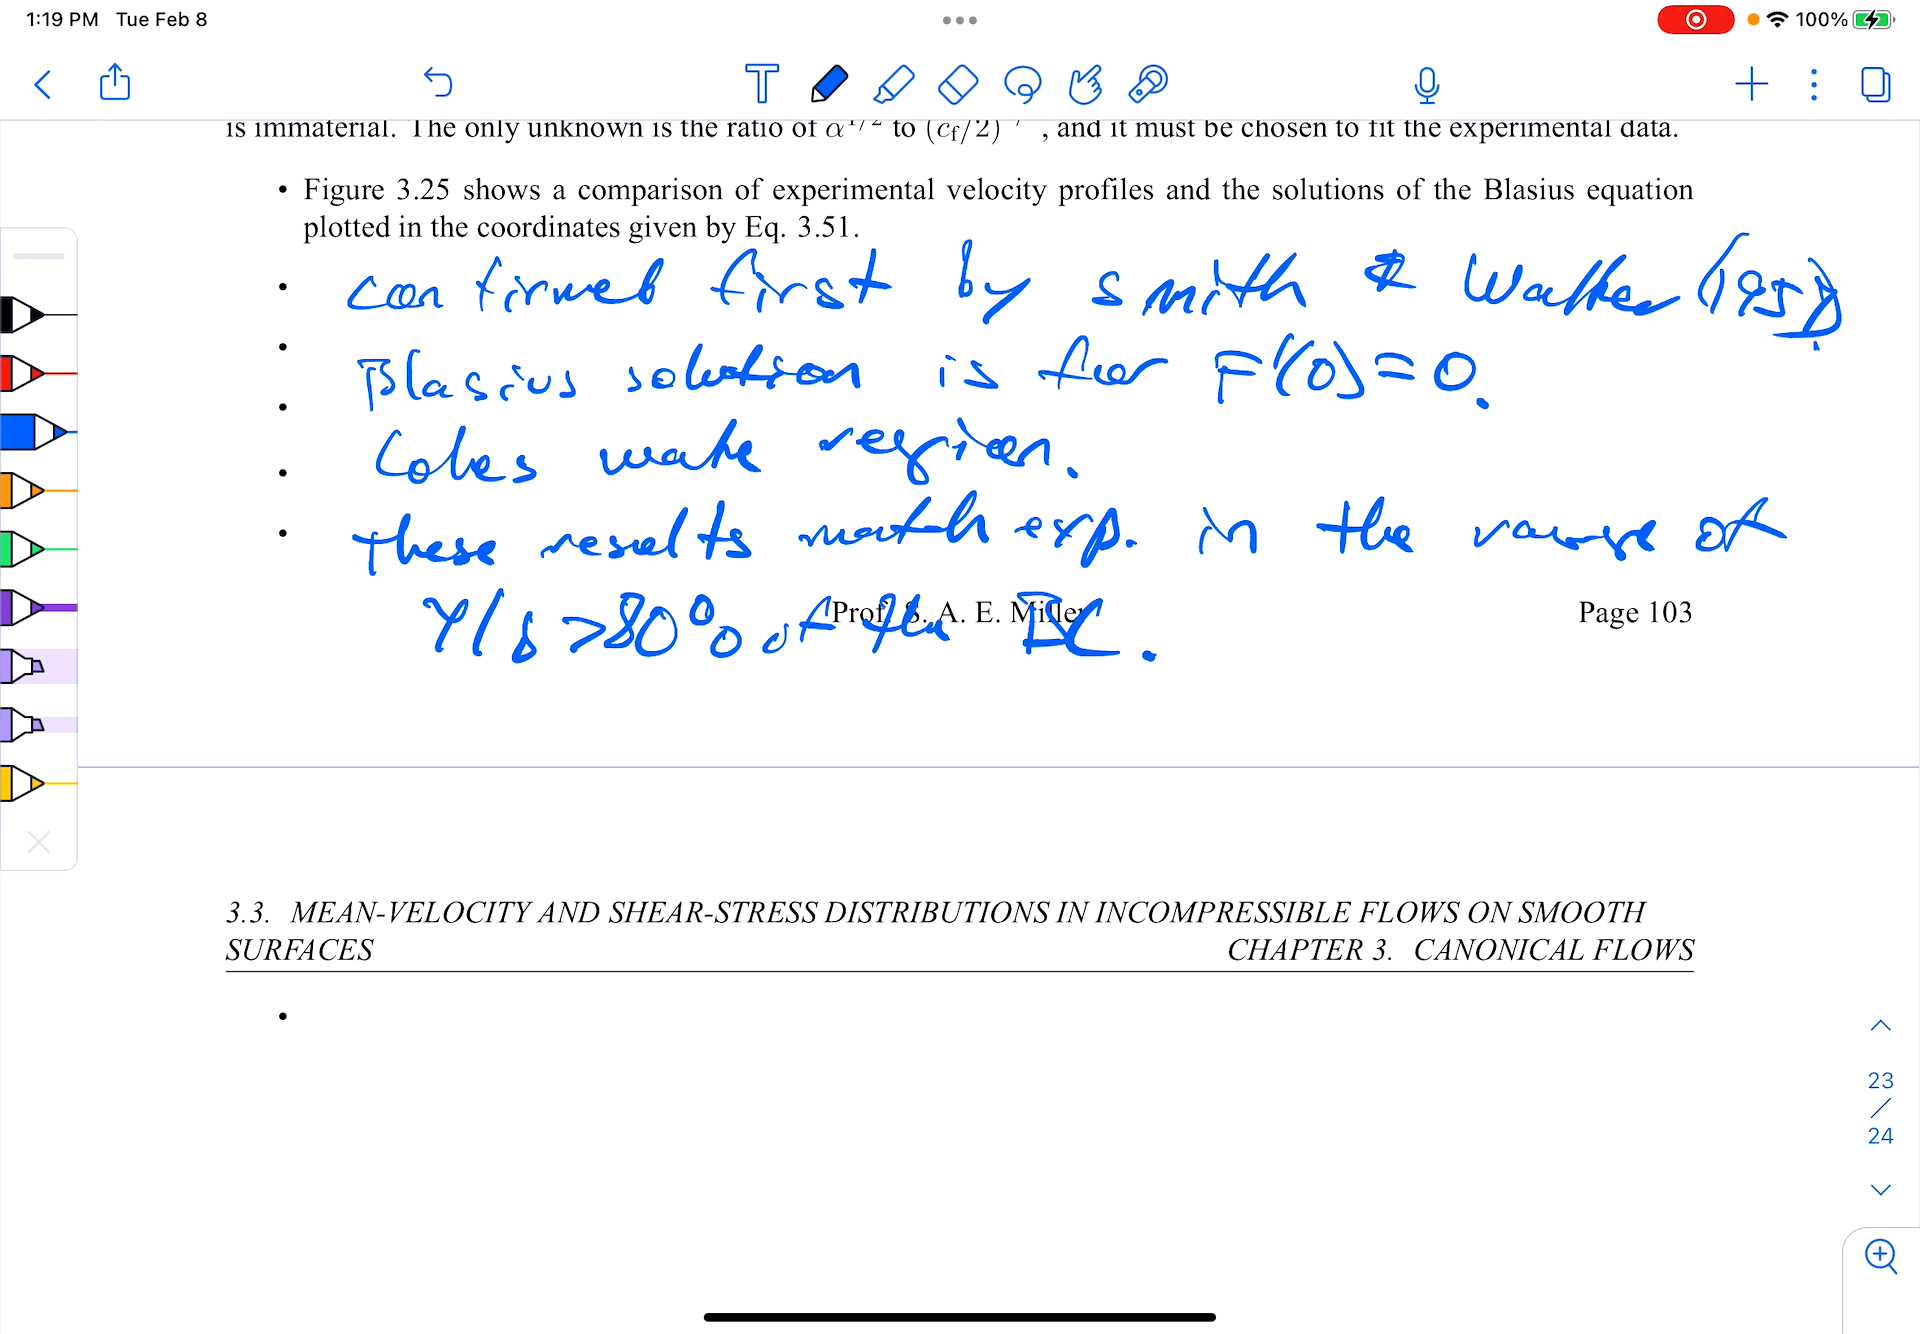 1:19 PM Tue Feb 8
100%
is immaterial. The only unknown is the ratio of α^1/2 to (c_f/2) , and it must be chosen to fit the experimental data.
• Figure 3.25 shows a comparison of experimental velocity profiles and the solutions of the Blasius equation
plotted in the coordinates given by Eq. 3.51.
• confirmed first by Smith & Walker
• Blasius solution is for F'(0)=0.
• Coles wake region.
•
• These results match exp. in the range of
y/δ >80% of the BL.
Prof. S. A. E. Miller
Page 103
3.3. MEAN-VELOCITY AND SHEAR-STRESS DISTRIBUTIONS IN INCOMPRESSIBLE FLOWS ON SMOOTH
SURFACES CHAPTER 3. CANONICAL FLOWS
•
23
/
24